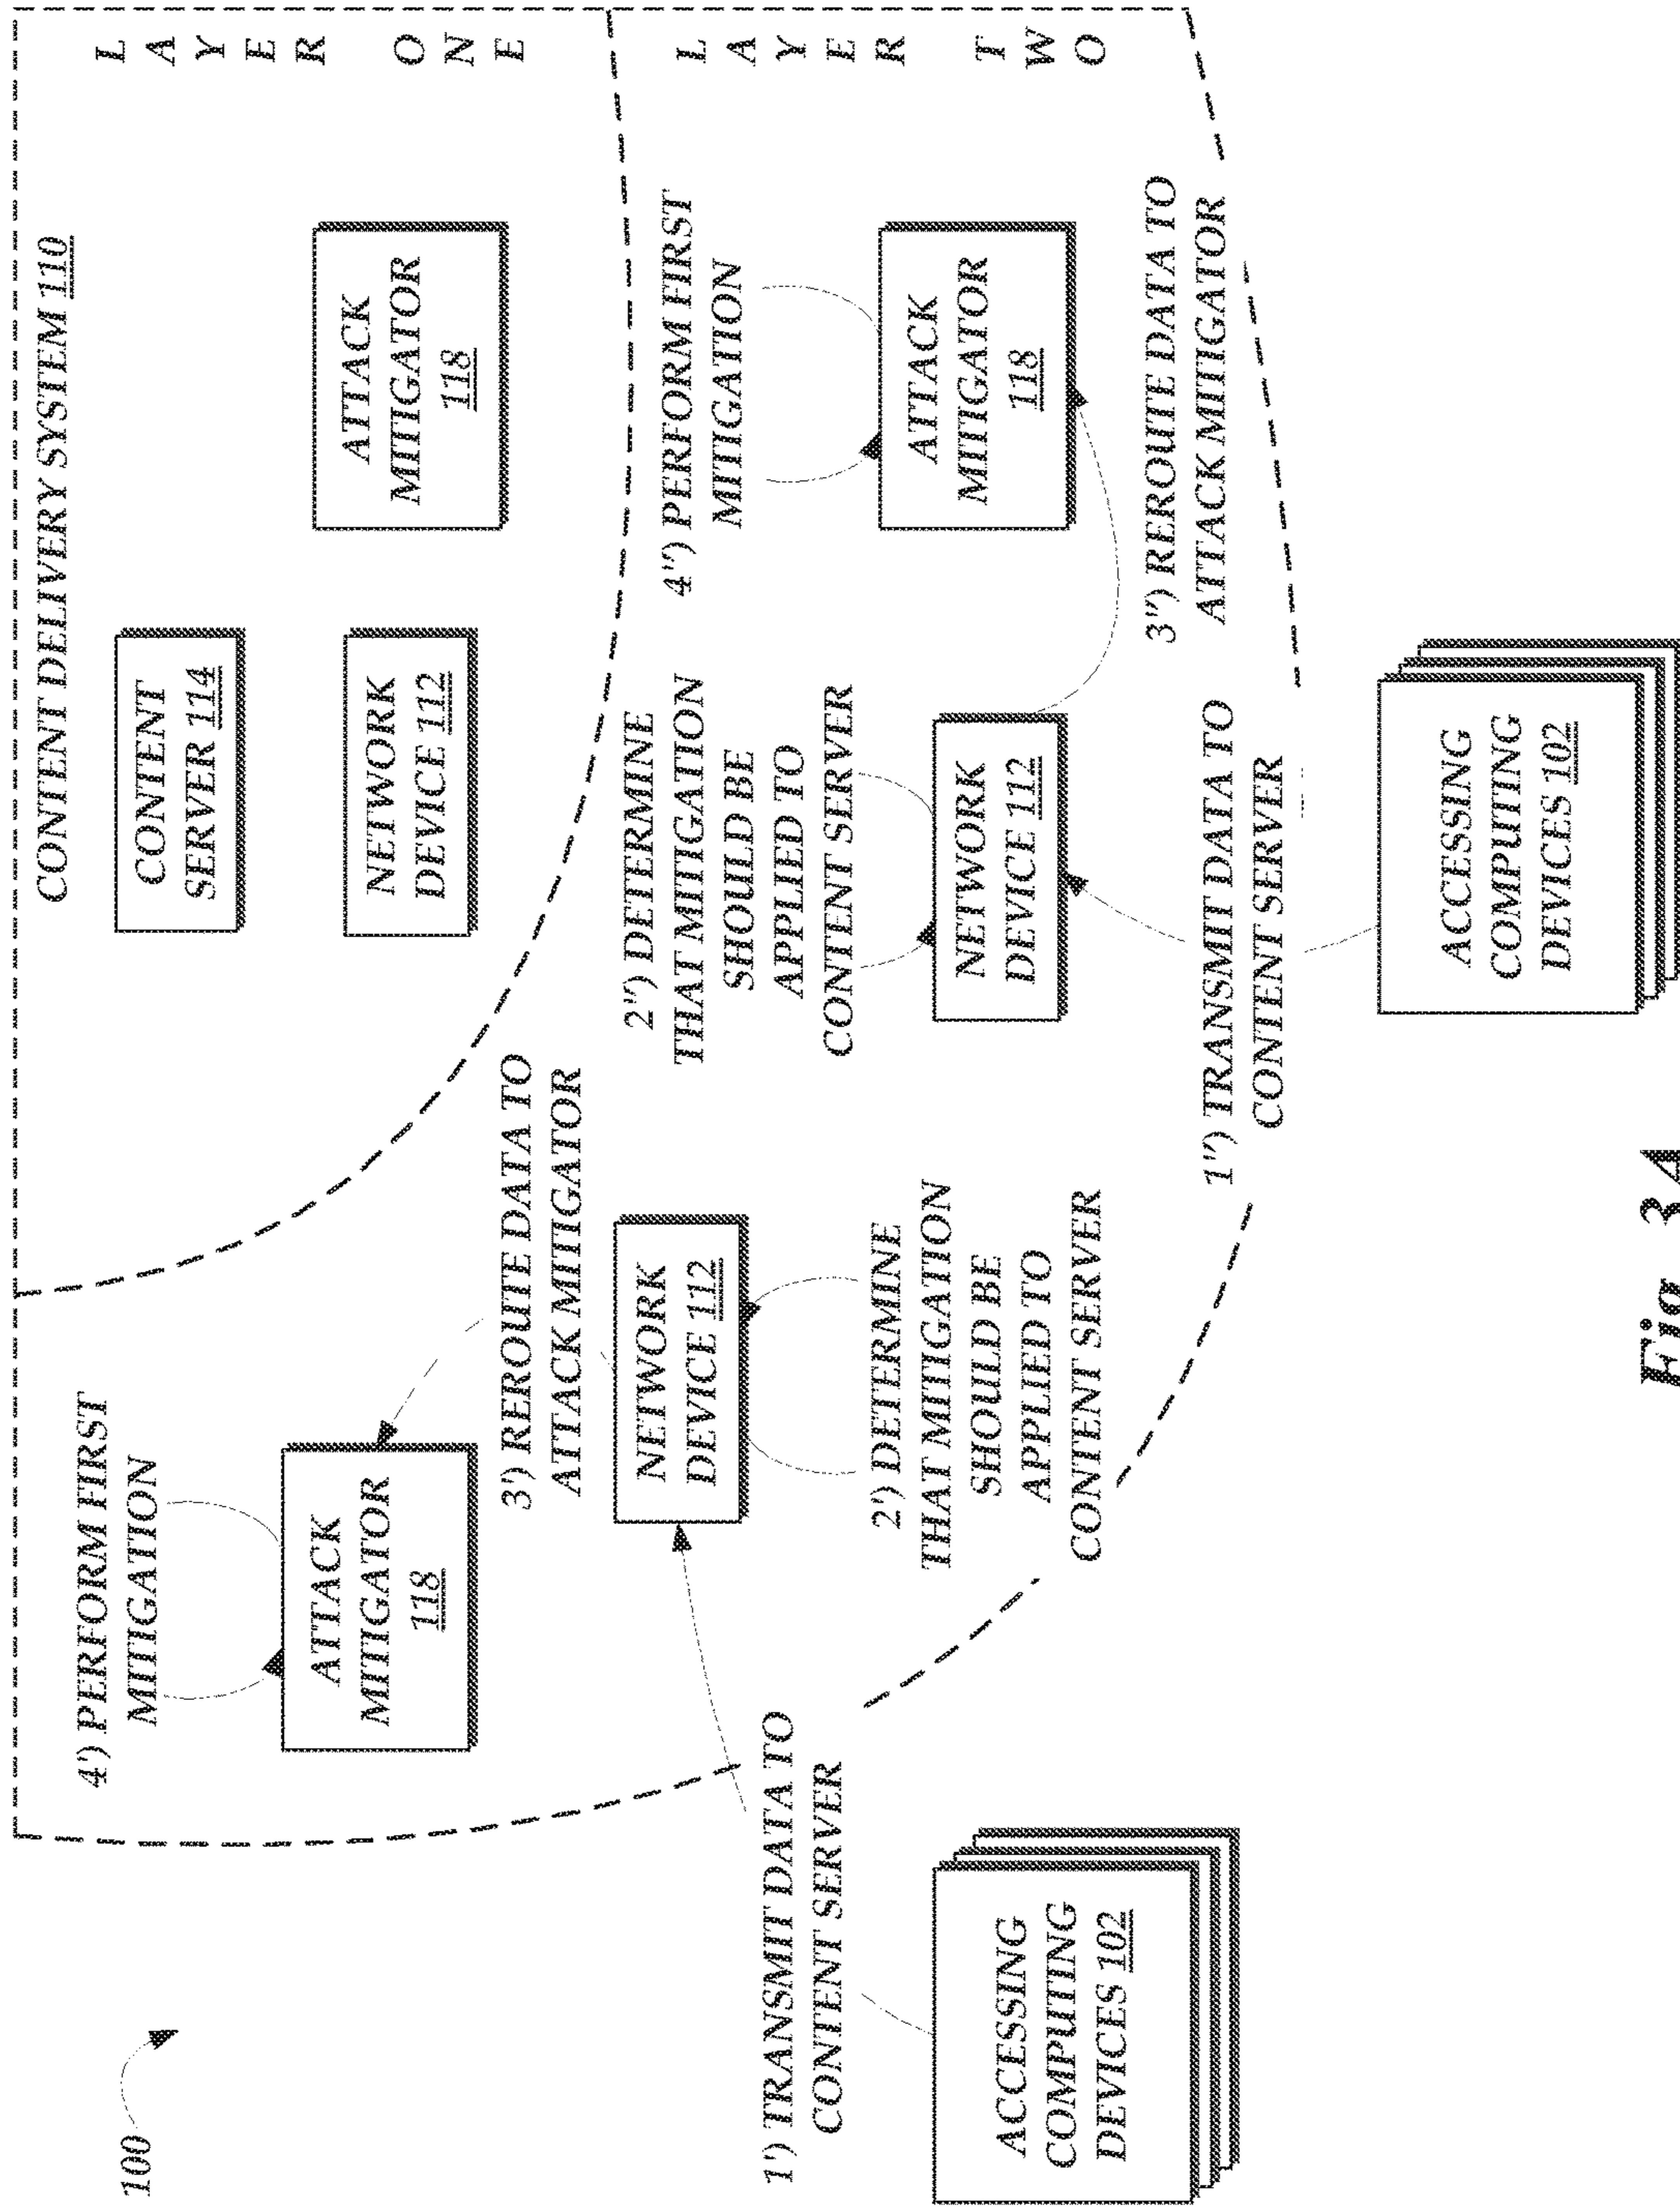 100
CONTENT DELIVERY SYSTEM 110
4') PERFORM FIRST
MITIGATION
ATTACK
MITIGATOR
118
CONTENT
SERVER 114
NETWORK
DEVICE 112
ATTACK
MITIGATOR
118
LAYER ONE
3') REROUTE DATA TO
ATTACK MITIGATOR
NETWORK
DEVICE 112
2') DETERMINE
THAT MITIGATION
SHOULD BE
APPLIED TO
CONTENT SERVER
1') TRANSMIT DATA TO
CONTENT SERVER
ACCESSING
COMPUTING
DEVICES 102
2'') DETERMINE
THAT MITIGATION
SHOULD BE
APPLIED TO
CONTENT SERVER
NETWORK
DEVICE 112
4'') PERFORM FIRST
MITIGATION
ATTACK
MITIGATOR
118
LAYER TWO
3'') REROUTE DATA TO
ATTACK MITIGATOR
1'') TRANSMIT DATA TO
CONTENT SERVER
ACCESSING
COMPUTING
DEVICES 102
Fig. 3A